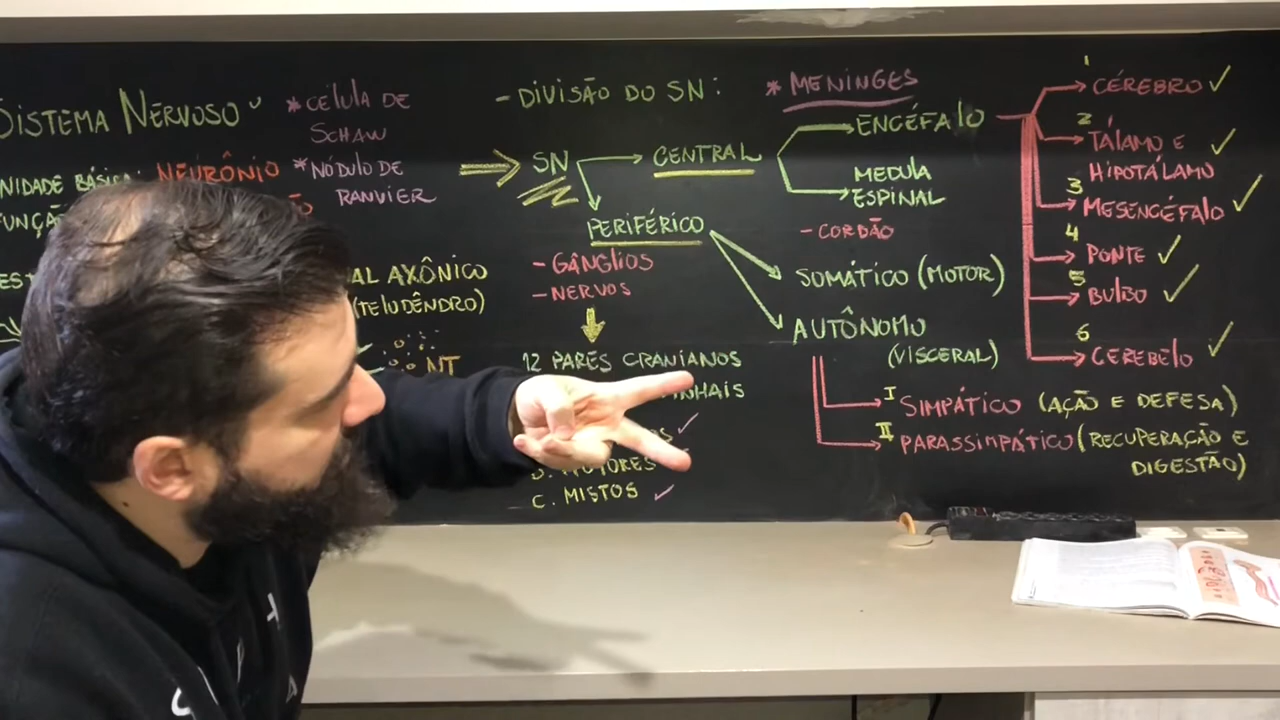 SISTEMA NERVOSO
* CÉLULA DE
SCHAW
* NÓDULO DE
RANVIER
BÁSICA: NEURÔNIO
AL AXÔNICO
(TELUDÊNDRO)
NT
- DIVISÃO DO SN:
SN
CENTRAL
PERIFÉRICO
- GÂNGLIOS
- NERVOS
12 PARES CRANIANOS
C. MISTOS ✓
* MENINGES
ENCÉFALO
MEDULA
ESPINAL
- CORDÃO
SOMÁTICO (MOTOR)
AUTÔNOMO
(VISCERAL)
I SIMPÁTICO (AÇÃO E DEFESA)
II PARASSIMPÁTICO (RECUPERAÇÃO E
DIGESTÃO)
1 CÉREBRO ✓
2 TÁLAMO E ✓
HIPOTÁLAMO
3 MESENCÉFALO ✓
4 PONTE ✓
5 BULBO ✓
6 CEREBELO ✓